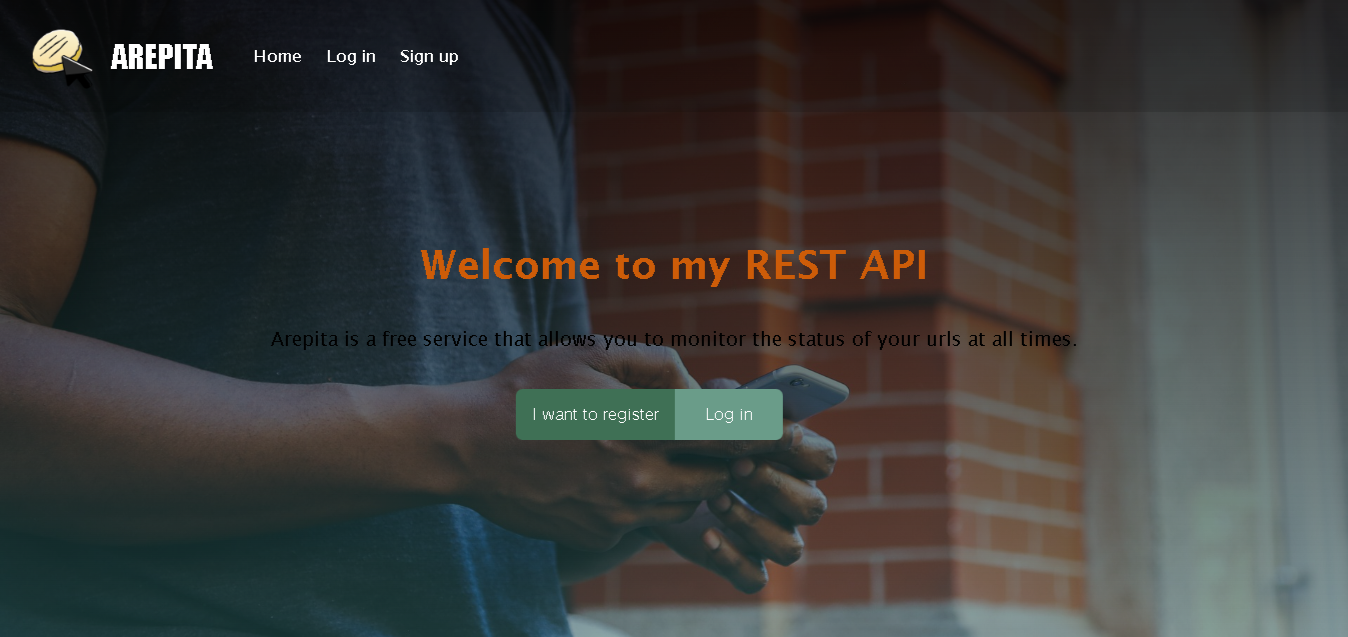 AREPITA
Home
Log in
Sign up
Welcome to my REST API
Arepita is a free service that allows you to monitor the status of your urls at all times.
I want to register
Log in